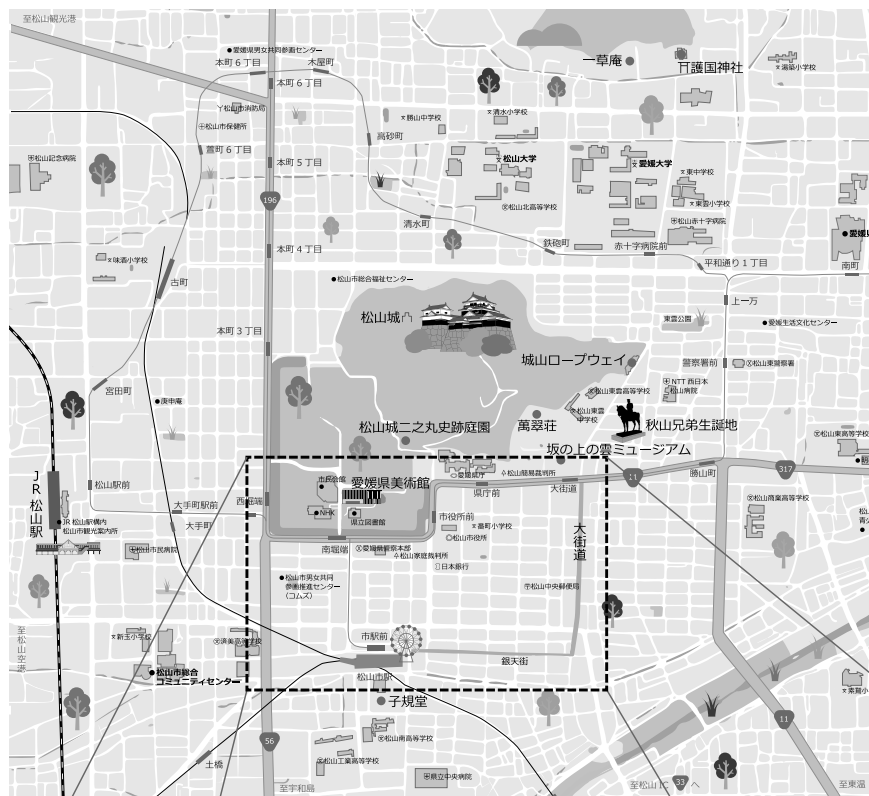 至松山観光港
愛媛県男女共同参画センター
本町6丁目
木屋町
一草庵
護国神社
湯築小学校
本町6丁目
松山市消防局
松山市保健所
勝山中学校
清水小学校
高砂町
萱町6丁目
本町5丁目
松山記念病院
松山大学
愛媛大学
東中学校
東雲小学校
196
松山北高等学校
清水町
松山赤十字病院
鉄砲町
赤十字病院前
本町4丁目
味酒小学校
古町
平和通り1丁目
南町
松山市総合福祉センター
上一万
松山城
東雲公園
愛媛生活文化センター
本町3丁目
城山ロープウェイ
警察署前
松山東警察署
NTT西日本
松山病院
宮田町
庚申庵
松山東雲高等学校
松山東雲
中学校
萬翠荘
秋山兄弟生誕地
松山城二之丸史跡庭園
坂の上の雲ミュージアム
松山東高等学校
勝山町
317
11
JR松山駅
松山駅前
市民会館
愛媛県美術館
愛媛県庁
松山簡易裁判所
県庁前
大街道
西堀端
大手町駅前
大手町
NHK
県立図書館
市役所前
番町小学校
松山市役所
大街道
松山商業高等学校
JR松山駅構内
松山市観光案内所
松山市民病院
南堀端
愛媛県警察本部
松山家庭裁判所
日本銀行
松山市男女共同
参画推進センター
(コムズ)
松山中央郵便局
至松山空港
新玉小学校
済美高等学校
市駅前
銀天街
松山市駅
松山市総合
コミュニティセンター
子規堂
素鵞小
56
11
松山南高等学校
土橋
松山工業高等学校
県立中央病院
至宇和島
至松山IC
33
へ
至東温